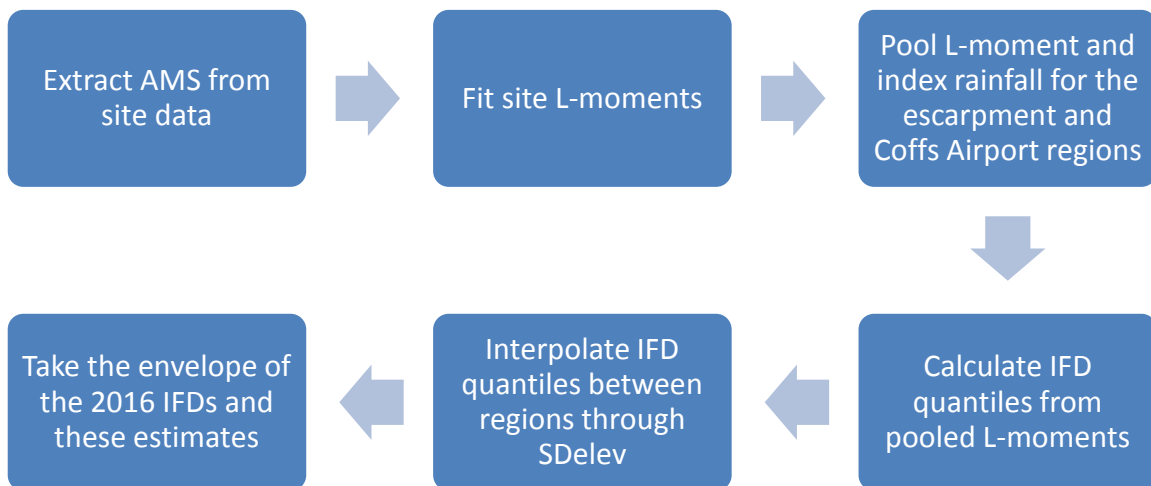 Extract AMS from
site data
Fit site L-moments
Pool L-moment and
index rainfall for the
escarpment and
Coffs Airport regions
Calculate IFD
quantiles from
pooled L-moments
Interpolate IFD
quantiles between
regions through
SDelev
Take the envelope of
the 2016 IFDs and
these estimates